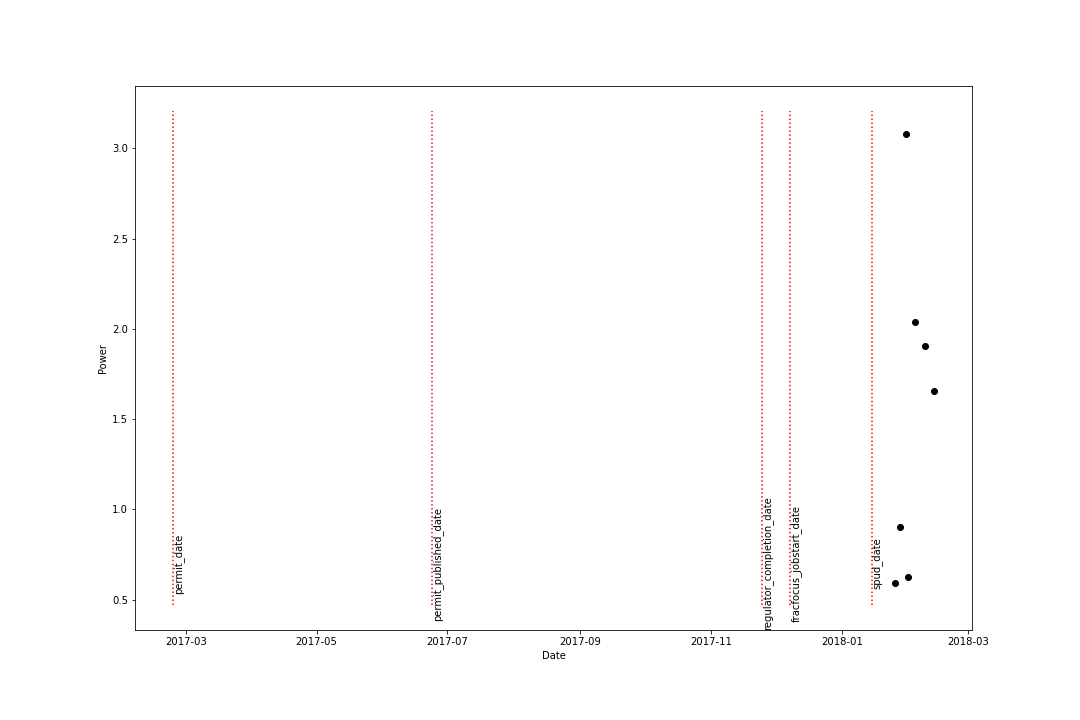 3.0
2.5
2.0
1.5
1.0
0.5
Power
permit_date
permit_published_date
regulator_completion_date
fracfocus_jobstart_date
spud_date
2017-03
2017-05
2017-07
2017-09
2017-11
2018-01
2018-03
Date